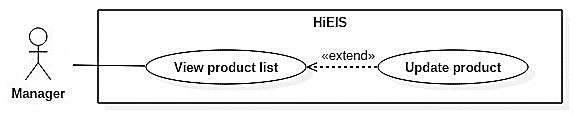 HiEIS
«extend»
View product list
Update product
Manager